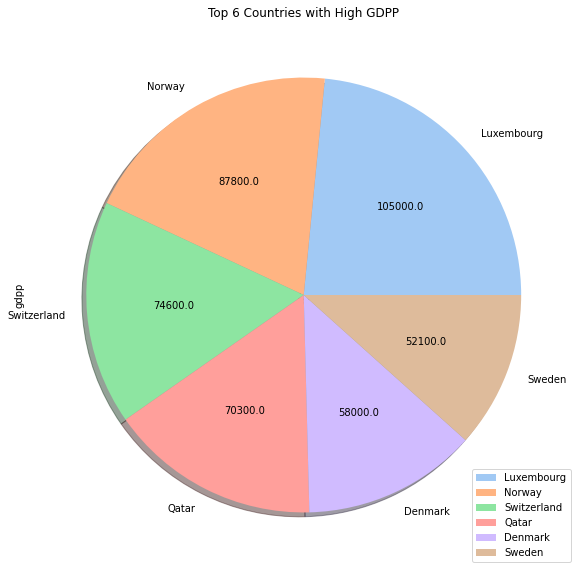 Top 6 Countries with High GDPP
Norway
Luxembourg
87800.0
105000.0
gdpp
Switzerland
74600.0
52100.0
Sweden
70300.0
58000.0
Qatar
Denmark
Luxembourg
Norway
Switzerland
Qatar
Denmark
Sweden